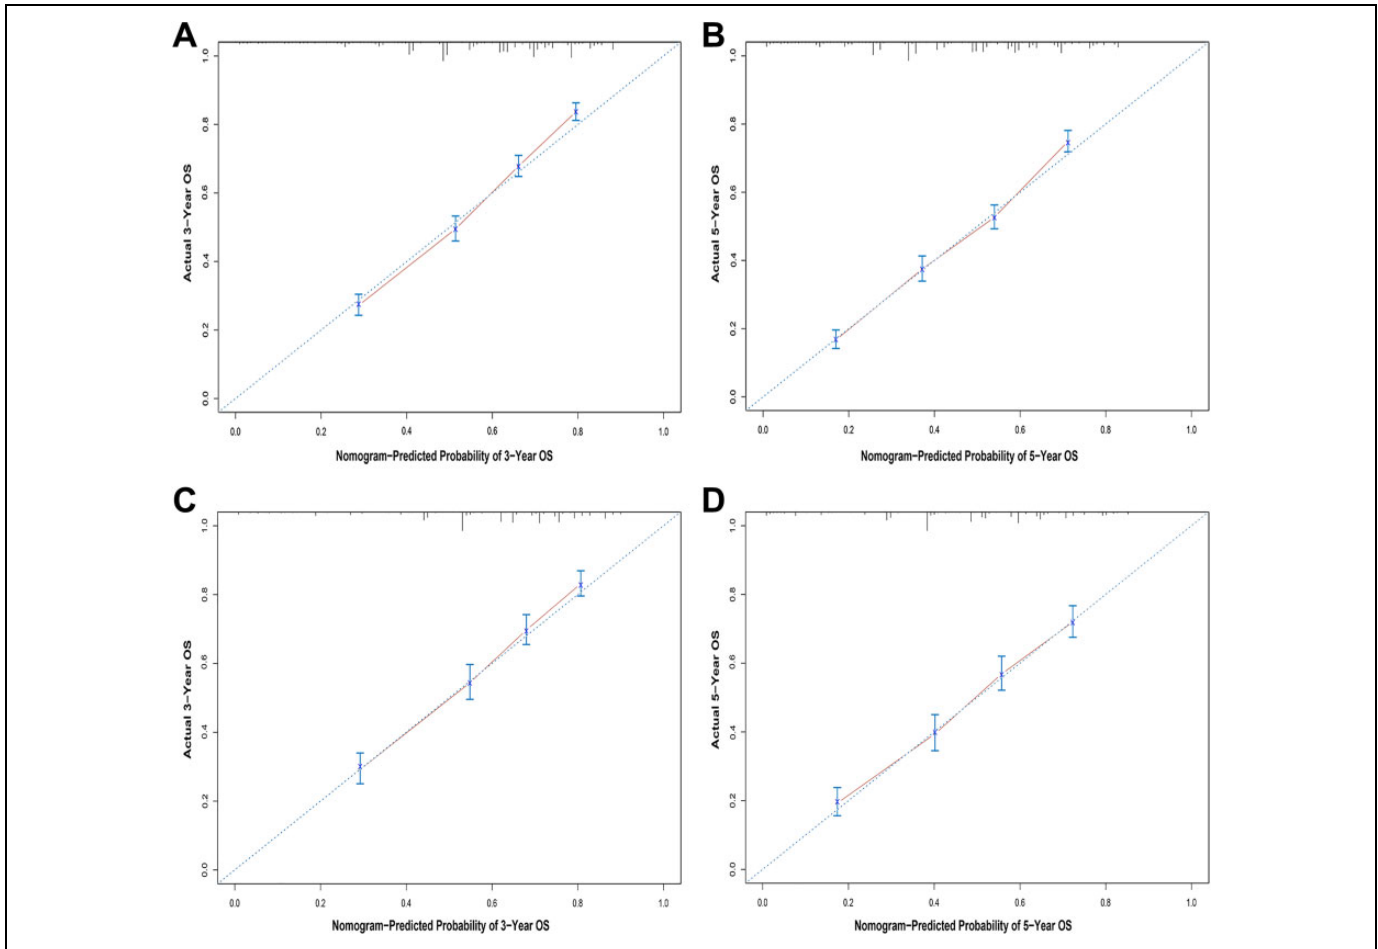 A
1.0
0.8
0.6
0.4
0.2
0.0
Actual 3-Year OS
0.0 0.2 0.4 0.6 0.8 1.0
Nomogram-Predicted Probability of 3-Year OS
B
1.0
0.8
0.6
0.4
0.2
0.0
Actual 5-Year OS
0.0 0.2 0.4 0.6 0.8 1.0
Nomogram-Predicted Probability of 5-Year OS
C
1.0
0.8
0.6
0.4
0.2
0.0
Actual 3-Year OS
0.0 0.2 0.4 0.6 0.8 1.0
Nomogram-Predicted Probability of 3-Year OS
D
1.0
0.8
0.6
0.4
0.2
0.0
Actual 5-Year OS
0.0 0.2 0.4 0.6 0.8 1.0
Nomogram-Predicted Probability of 5-Year OS